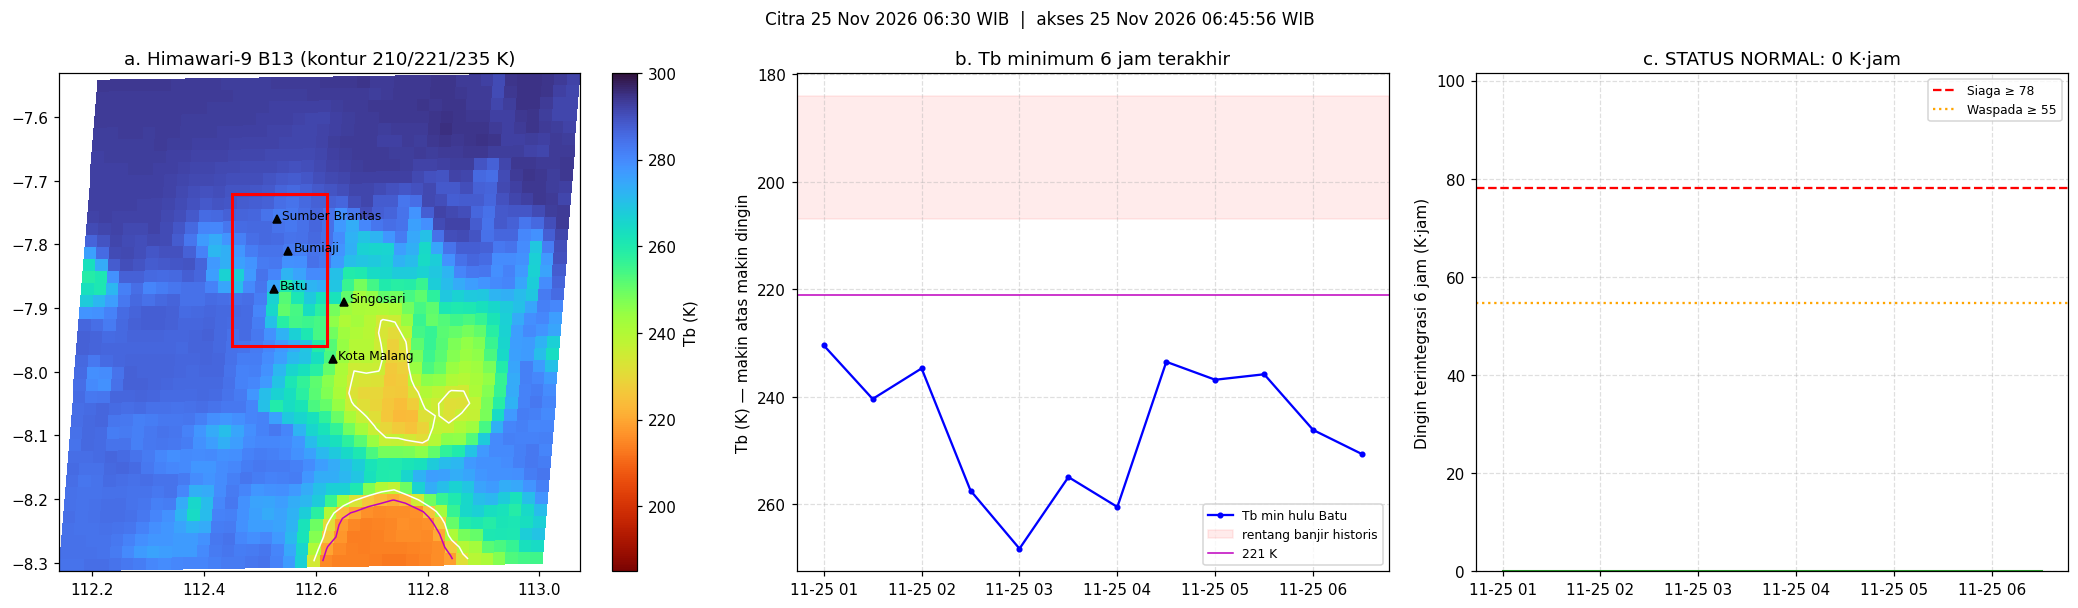 Citra 25 Nov 2026 06:30 WIB | akses 25 Nov 2026 06:45:56 WIB
a. Himawari-9 B13 (kontur 210/221/235 K)
−7.6
−7.7
−7.8
−7.9
−8.0
−8.1
−8.2
−8.3
112.2
112.4
112.6
112.8
113.0
Sumber Brantas
Bumiaji
Batu
Singosari
Kota Malang
300
280
260
240
220
200
Tb (K)
b. Tb minimum 6 jam terakhir
Tb (K) — makin atas makin dingin
180
200
220
240
260
11-25 01
11-25 02
11-25 03
11-25 04
11-25 05
11-25 06
Tb min hulu Batu
rentang banjir historis
221 K
c. STATUS NORMAL: 0 K·jam
Dingin terintegrasi 6 jam (K·jam)
100
80
60
40
20
0
11-25 01
11-25 02
11-25 03
11-25 04
11-25 05
11-25 06
Siaga ≥ 78
Waspada ≥ 55